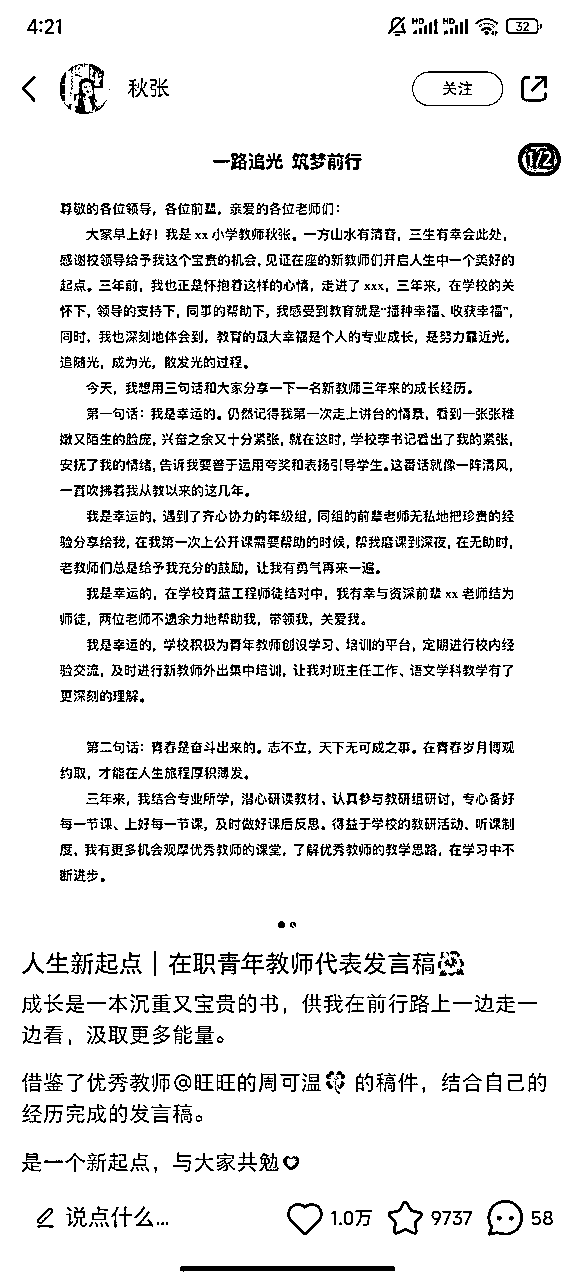 4:21
HD HD 32
秋张
关注
一路追光 筑梦前行
1/2
尊敬的各位领导，各位前辈，亲爱的各位老师们：
大家早上好！我是 xx 小学教师秋张。一方山水有清音，三生有幸会此处，
感谢校领导给予我这个宝贵的机会，见证在座的新教师们开启人生中一个美好的
起点。三年前，我也正是怀抱着这样的心情，走进了 xxx，三年来，在学校的关
怀下，领导的支持下，同事的帮助下，我感受到教育就是“播种幸福、收获幸福”，
同时，我也深刻地体会到，教育的最大幸福是个人的专业成长，是努力靠近光，
追随光，成为光，散发光的过程。
今天，我想用三句话和大家分享一下一名新教师三年来的成长经历。
第一句话：我是幸运的。仍然记得我第一次走上讲台的情景，看到一张张稚
嫩又陌生的脸庞，兴奋之余又十分紧张，就在这时，学校李书记看出了我的紧张，
安抚了我的情绪，告诉我要善于运用夸奖和表扬引导学生。这番话就像一阵清风，
一直吹拂着我从教以来的这几年。
我是幸运的，遇到了齐心协力的年级组，同组的前辈老师无私地把珍贵的经
验分享给我，在我第一次上公开课需要帮助的时候，帮我磨课到深夜，在无助时，
老教师们总是给予我充分的鼓励，让我有勇气再来一遍。
我是幸运的，在学校青蓝工程师徒结对中，我有幸与资深前辈 xx 老师结为
师徒，两位老师不遗余力地帮助我，带领我，关爱我。
我是幸运的，学校积极为青年教师创设学习、培训的平台，定期进行校内经
验交流，及时进行新教师外出集中培训，让我对班主任工作、语文学科教学有了
更深刻的理解。
第二句话：青春是奋斗出来的。志不立，天下无可成之事。在青春岁月博观
约取，才能在人生旅程厚积薄发。
三年来，我结合专业所学，潜心研读教材、认真参与教研组研讨，专心备好
每一节课、上好每一节课，及时做好课后反思。得益于学校的教研活动、听课制
度，我有更多机会观摩优秀教师的课堂，了解优秀教师的教学思路，在学习中不
断进步。
人生新起点｜在职青年教师代表发言稿
成长是一本沉重又宝贵的书，供我在前行路上一边走一
边看，汲取更多能量。
借鉴了优秀教师@旺旺的周可温 的稿件，结合自己的
经历完成的发言稿。
是一个新起点，与大家共勉
说点什么... 1.0万 9737 58